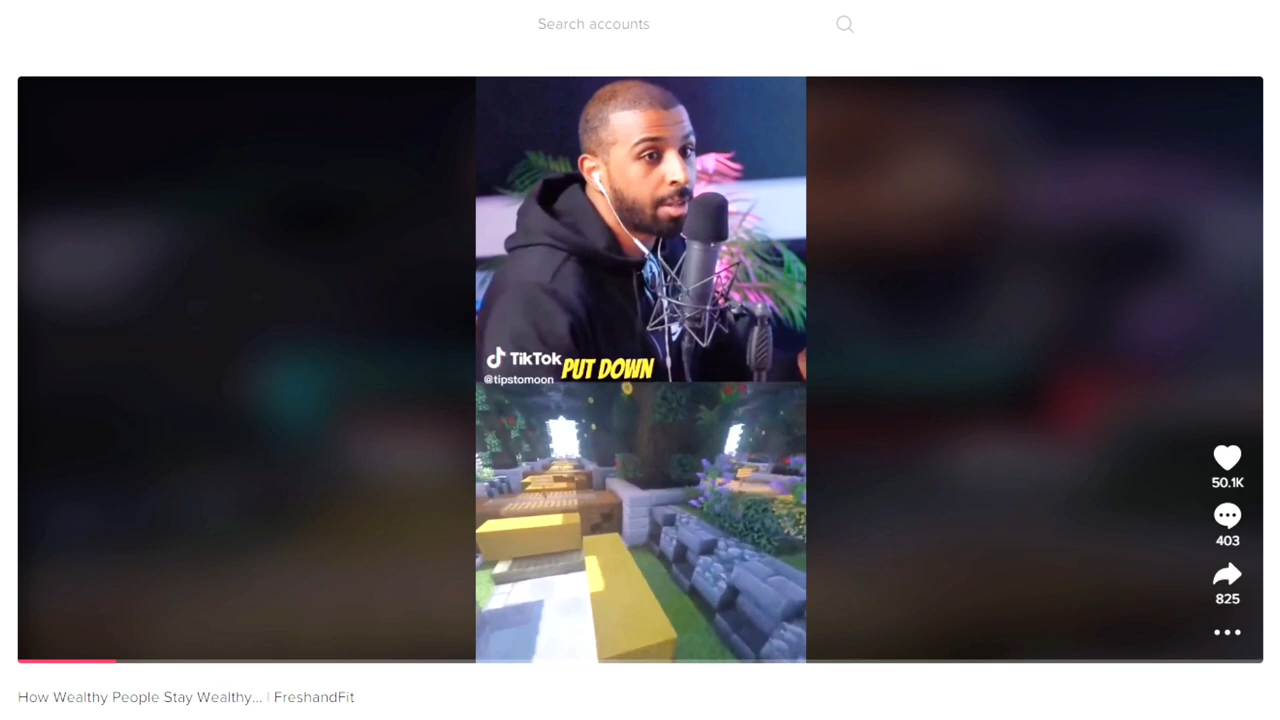 Search accounts
TikTok
@tipstomoon
PUT DOWN
50.1K
403
825
How Wealthy People Stay Wealthy... | FreshandFit